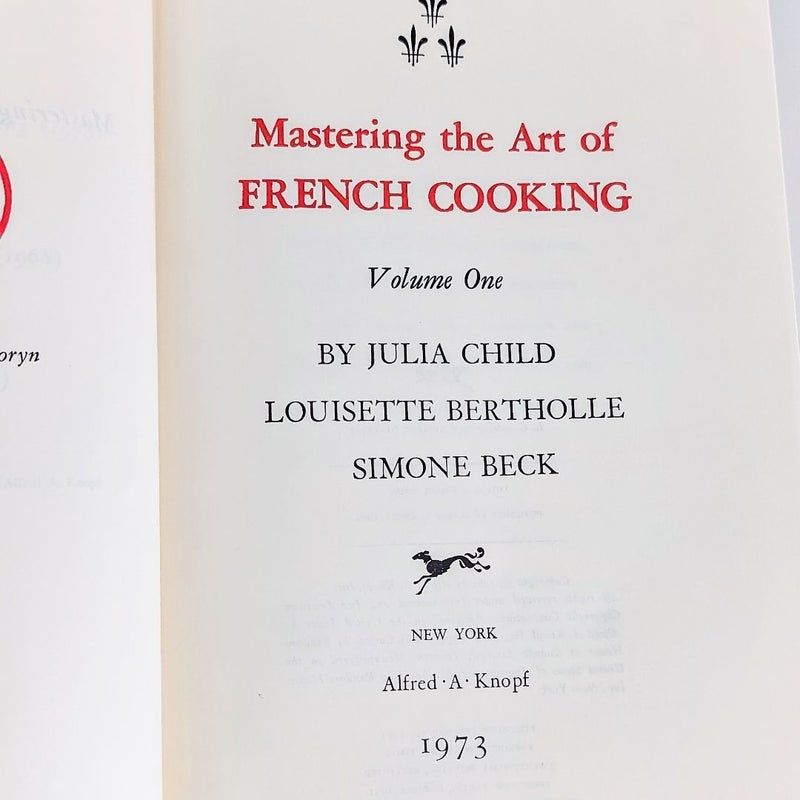 oryn
Mastering the Art of
FRENCH COOKING
Volume One
BY JULIA CHILD
LOUISETTE BERTHOLLE
SIMONE BECK
NEW YORK
Alfred · A · Knopf
1973